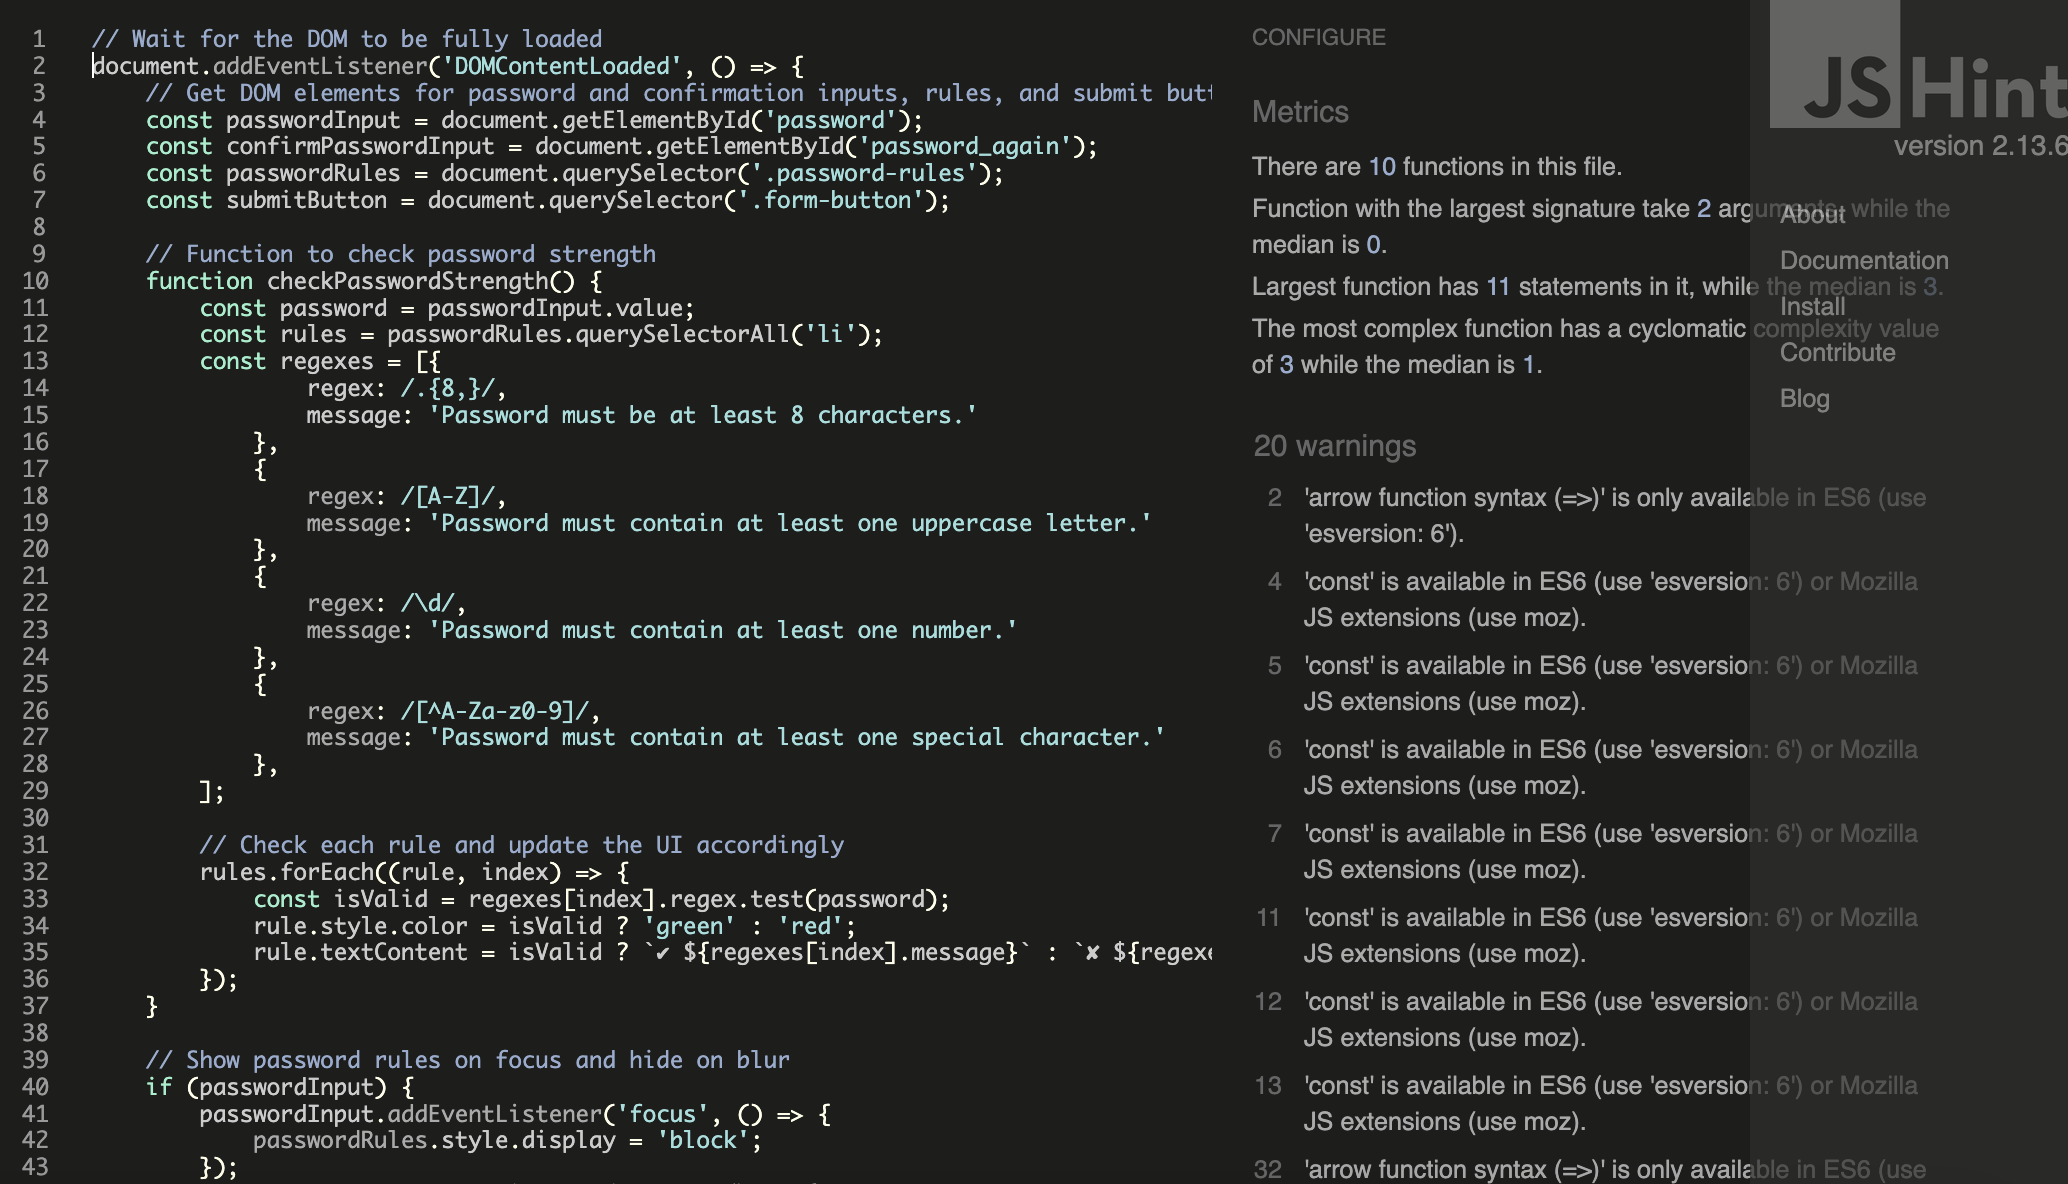 1 // Wait for the DOM to be fully loaded
2 document.addEventListener('DOMContentLoaded', () => {
3 // Get DOM elements for password and confirmation inputs, rules, and submit
4 const passwordInput = document.getElementById('password');
5 const confirmPasswordInput = document.getElementById('password_again');
6 const passwordRules = document.querySelector('.password-rules');
7 const submitButton = document.querySelector('.form-button');
8
9 // Function to check password strength
10 function checkPasswordStrength() {
11 const password = passwordInput.value;
12 const rules = passwordRules.querySelectorAll('li');
13 const regexes = [{
14 regex: /.{8,}/,
15 message: 'Password must be at least 8 characters.'
16 },
17 {
18 regex: /[A-Z]/,
19 message: 'Password must contain at least one uppercase letter.'
20 },
21 {
22 regex: /\d/,
23 message: 'Password must contain at least one number.'
24 },
25 {
26 regex: /[^A-Za-z0-9]/,
27 message: 'Password must contain at least one special character.'
28 },
29 ];
30
31 // Check each rule and update the UI accordingly
32 rules.forEach((rule, index) => {
33 const isValid = regexes[index].regex.test(password);
34 rule.style.color = isValid ? 'green' : 'red';
35 rule.textContent = isValid ? `✔ ${regexes[index].message}` : `✘
36 });
37 }
38
39 // Show password rules on focus and hide on blur
40 if (passwordInput) {
41 passwordInput.addEventListener('focus', () => {
42 passwordRules.style.display = 'block';
43 });
CONFIGURE
Metrics
There are 10 functions in this file.
Function with the largest signature take 2 arguments, while the
median is 0.
Largest function has 11 statements in it, while the median is 3.
The most complex function has a cyclomatic complexity value
of 3 while the median is 1.
20 warnings
2 'arrow function syntax (=>)' is only available in ES6 (use
'esversion: 6').
4 'const' is available in ES6 (use 'esversion: 6') or Mozilla
JS extensions (use moz).
5 'const' is available in ES6 (use 'esversion: 6') or Mozilla
JS extensions (use moz).
6 'const' is available in ES6 (use 'esversion: 6') or Mozilla
JS extensions (use moz).
7 'const' is available in ES6 (use 'esversion: 6') or Mozilla
JS extensions (use moz).
11 'const' is available in ES6 (use 'esversion: 6') or Mozilla
JS extensions (use moz).
12 'const' is available in ES6 (use 'esversion: 6') or Mozilla
JS extensions (use moz).
13 'const' is available in ES6 (use 'esversion: 6') or Mozilla
JS extensions (use moz).
32 'arrow function syntax (=>)' is only available in ES6 (use
JSHint
version 2.13.6
About
Documentation
Install
Contribute
Blog